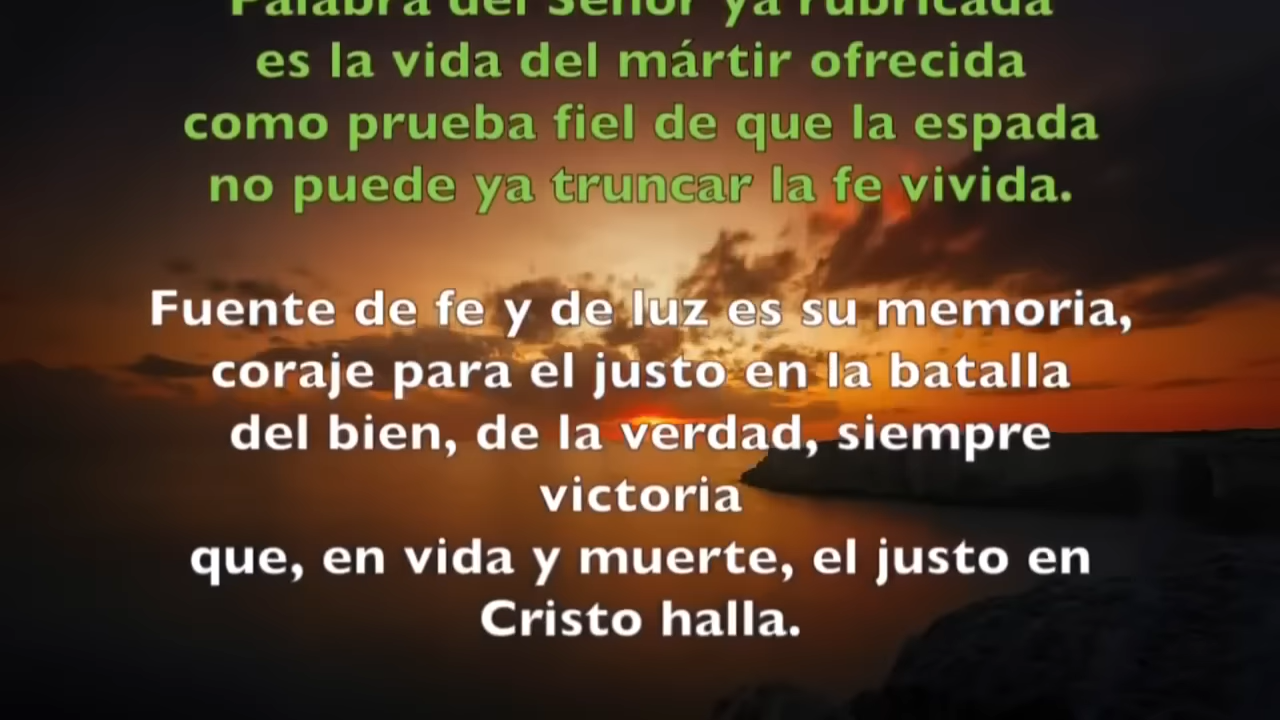 Palabra del Señor ya rubricada
es la vida del mártir ofrecida
como prueba fiel de que la espada
no puede ya truncar la fe vivida.
Fuente de fe y de luz es su memoria,
coraje para el justo en la batalla
del bien, de la verdad, siempre
victoria
que, en vida y muerte, el justo en
Cristo halla.